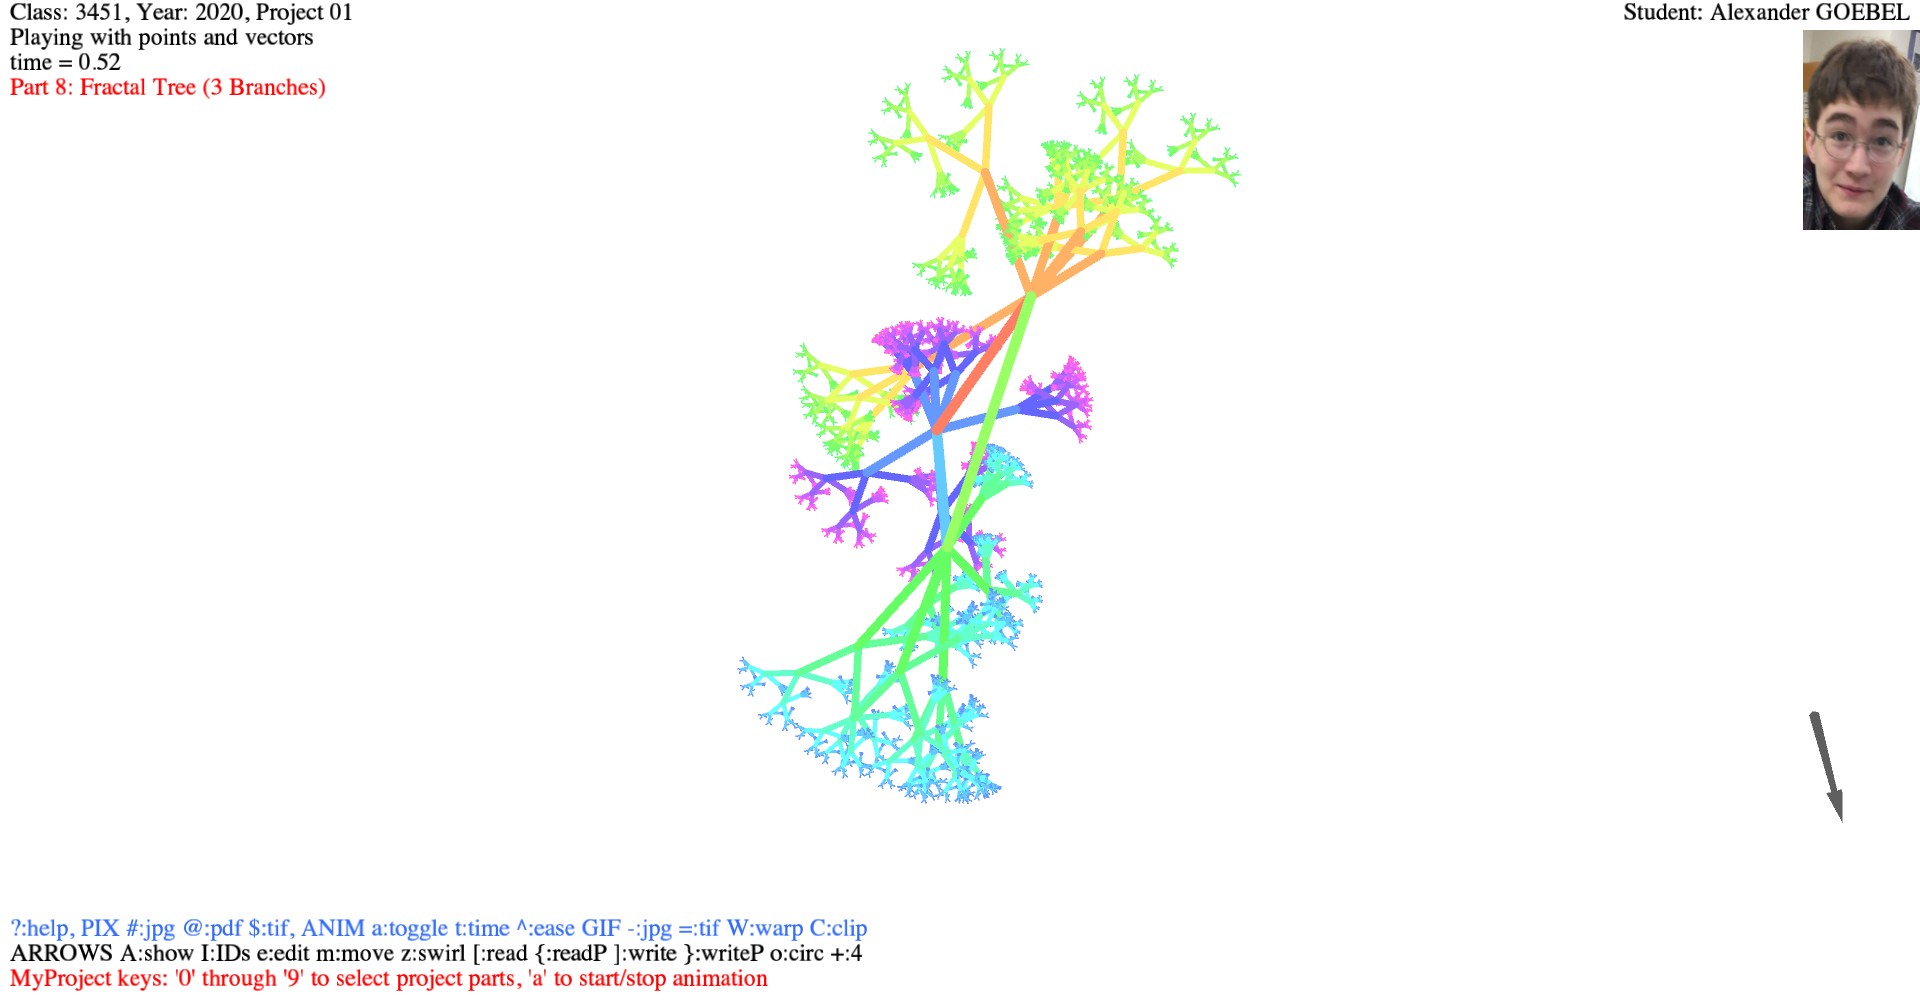 Class: 3451, Year: 2020, Project 01
Student: Alexander GOEBEL
Playing with points and vectors
time = 0.52
Part 8: Fractal Tree (3 Branches)
?:help, PIX #:jpg @:pdf $:tif, ANIM a:toggle t:time ^:ease GIF -:jpg =:tif W:warp C:clip
ARROWS A:show I:IDs e:edit m:move z:swirl [:read {:readP ]:write }:writeP o:circ +:4
MyProject keys: '0' through '9' to select project parts, 'a' to start/stop animation